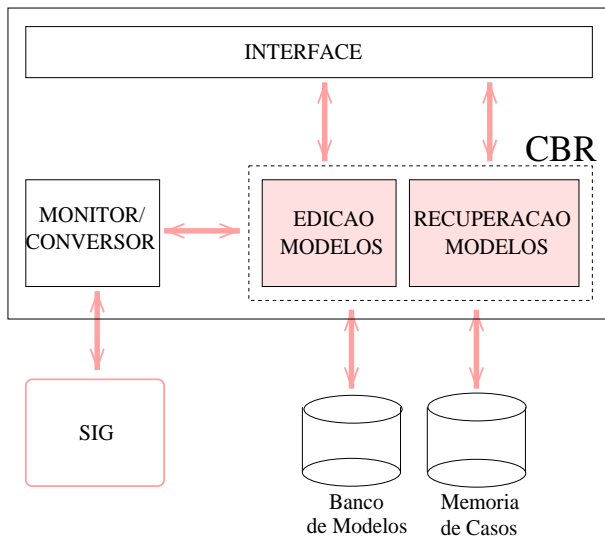 INTERFACE
CBR
MONITOR/
CONVERSOR
EDICAO
MODELOS
RECUPERACAO
MODELOS
SIG
Banco
de Modelos
Memoria
de Casos